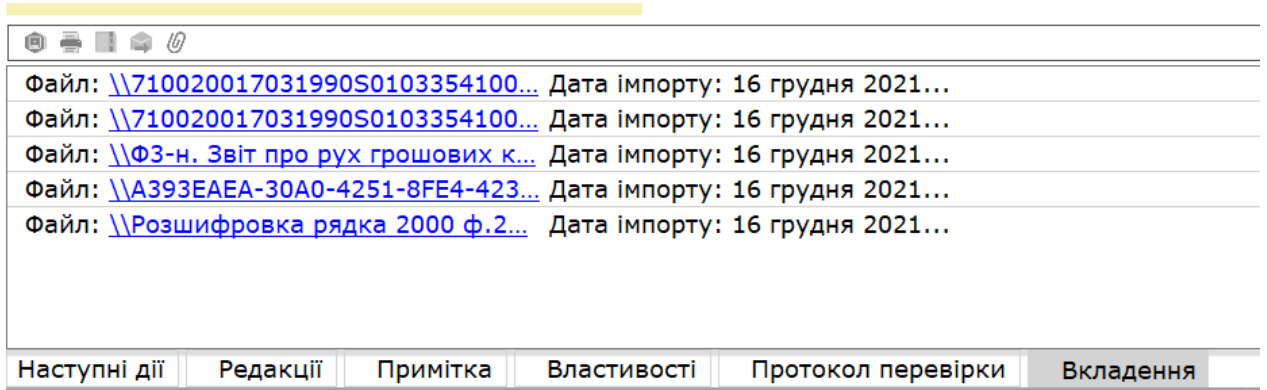 Файл: \\710020017031990S0103354100... Дата імпорту: 16 грудня 2021...
Файл: \\710020017031990S0103354100... Дата імпорту: 16 грудня 2021...
Файл: \\Ф3-н. Звіт про рух грошових к... Дата імпорту: 16 грудня 2021...
Файл: \\A393EAEA-30A0-4251-8FE4-423... Дата імпорту: 16 грудня 2021...
Файл: \\Розшифровка рядка 2000 ф.2... Дата імпорту: 16 грудня 2021...
Наступні дії Редакції Примітка Властивості Протокол перевірки Вкладення